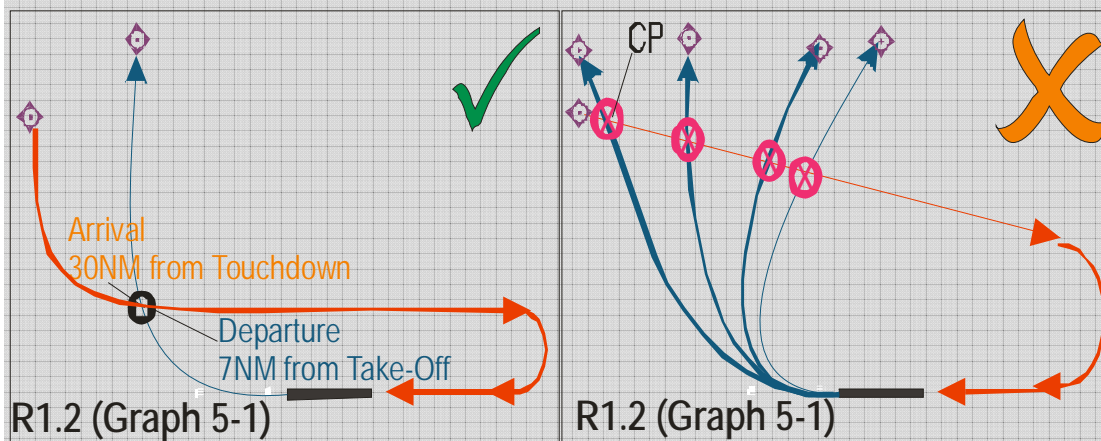 Arrival
30NM from Touchdown
Departure
7NM from Take-Off
R1.2 (Graph 5-1)
CP
R1.2 (Graph 5-1)